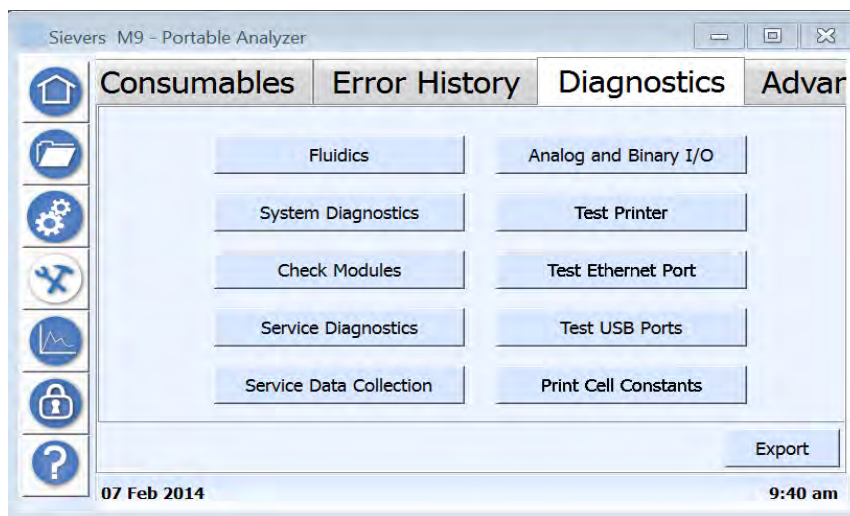 Sievers M9 - Portable Analyzer
Consumables Error History Diagnostics Advar
Fluidics Analog and Binary I/O
System Diagnostics Test Printer
Check Modules Test Ethernet Port
Service Diagnostics Test USB Ports
Service Data Collection Print Cell Constants
Export
?
07 Feb 2014 9:40 am